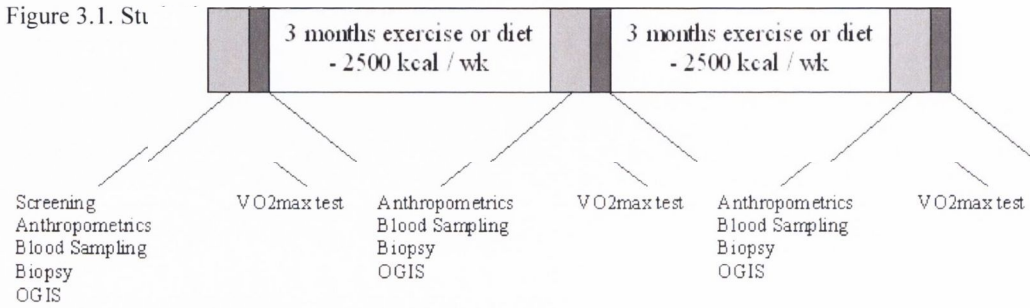 Figure 3.1. Stu
3 months exercise or diet
- 2500 kcal / wk
3 months exercise or diet
- 2500 kcal / wk
Screening
Anthropometrics
Blood Sampling
Biopsy
OGIS
VO2max test
Anthropometrics
Blood Sampling
Biopsy
OGIS
VO2max test
Anthropometrics
Blood Sampling
Biopsy
OGIS
VO2max test